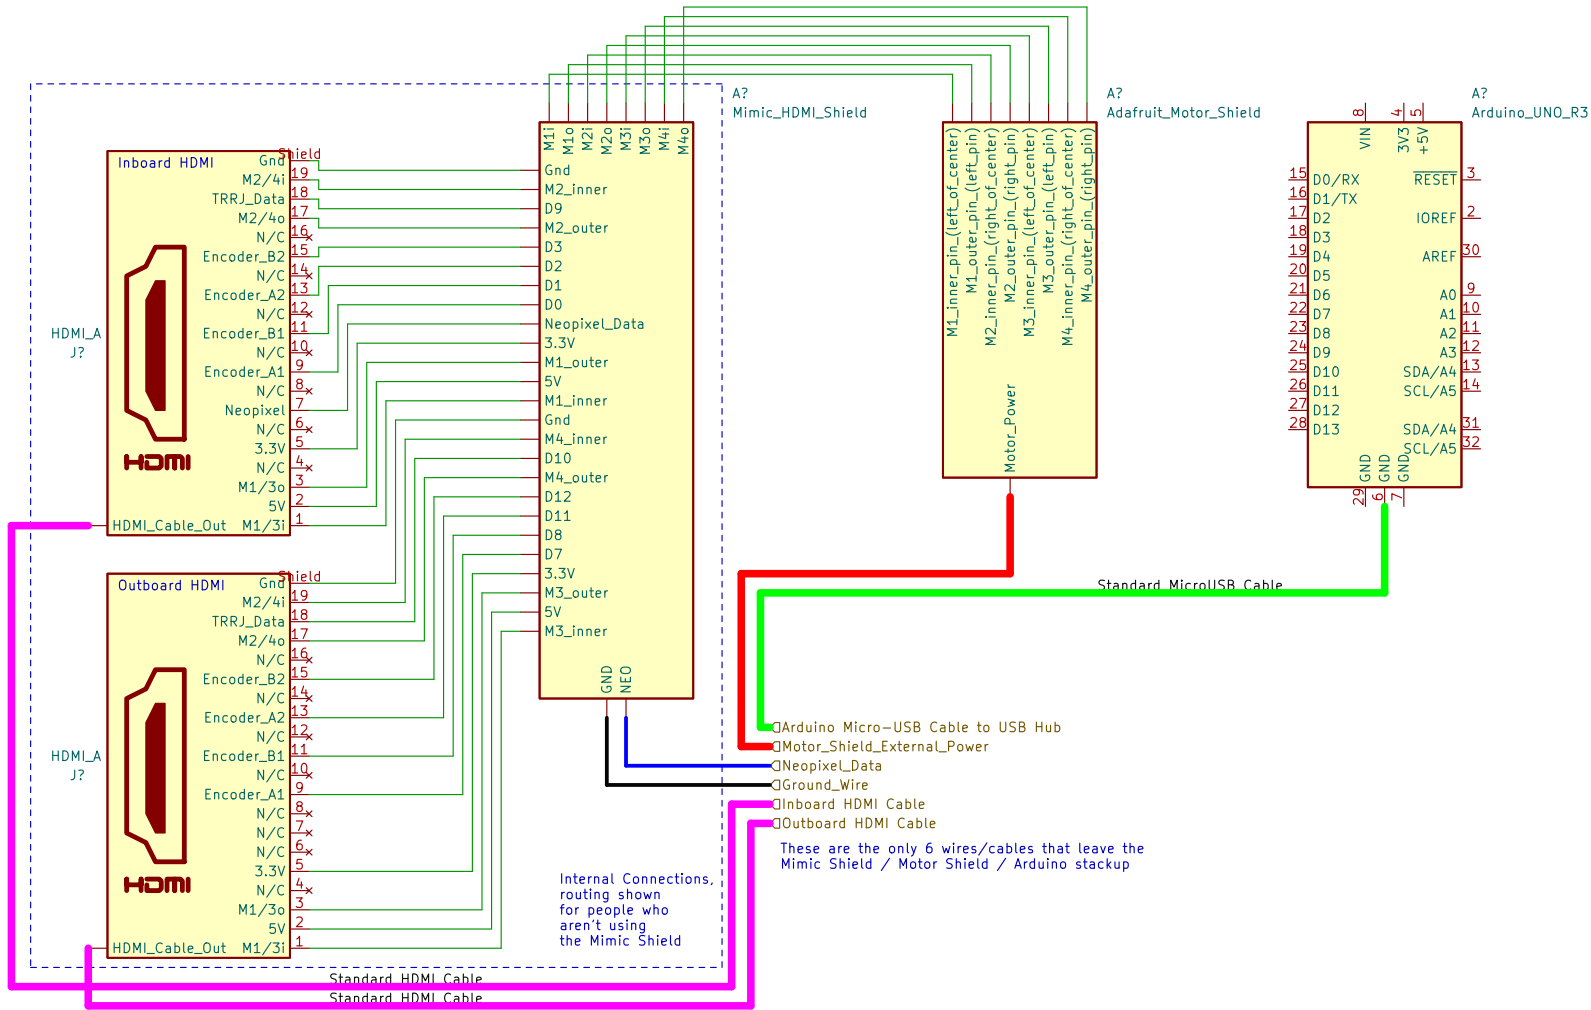 A?
Mimic_HDMI_Shield
A?
Adafruit_Motor_Shield
A?
Arduino_UNO_R3
Inboard HDMI
Shield
Gnd
19
M2/4i
18
TRRJ_Data
17
M2/4o
16
N/C
15
Encoder_B2
14
N/C
13
Encoder_A2
12
N/C
11
Encoder_B1
10
N/C
9
Encoder_A1
8
N/C
7
Neopixel
6
N/C
5
3.3V
4
N/C
3
M1/3o
2
5V
1
M1/3i
HDMI_Cable_Out
HDMI_A
J?
HDMI
Outboard HDMI
Shield
Gnd
19
M2/4i
18
TRRJ_Data
17
M2/4o
16
N/C
15
Encoder_B2
14
N/C
13
Encoder_A2
12
N/C
11
Encoder_B1
10
N/C
9
Encoder_A1
8
N/C
7
N/C
6
N/C
5
3.3V
4
N/C
3
M1/3o
2
5V
1
M1/3i
HDMI_Cable_Out
HDMI_A
J?
HDMI
M1i
M1o
M2i
M2o
M3i
M3o
M4i
M4o
Gnd
M2_inner
D9
M2_outer
D3
D2
D1
D0
Neopixel_Data
3.3V
M1_outer
5V
M1_inner
Gnd
M4_inner
D10
M4_outer
D12
D11
D8
D7
3.3V
M3_outer
5V
M3_inner
GND
NEO
M1_inner_pin_(left_of_center)
M1_outer_pin_(left_pin)
M2_inner_pin_(right_of_center)
M2_outer_pin_(right_pin)
M3_inner_pin_(left_of_center)
M3_outer_pin_(left_pin)
M4_inner_pin_(right_of_center)
M4_outer_pin_(right_pin)
Motor_Power
8
VIN
4
3V3
5
+5V
15
D0/RX
16
D1/TX
17
D2
18
D3
19
D4
20
D5
21
D6
22
D7
23
D8
24
D9
25
D10
26
D11
27
D12
28
D13
RESET
3
IOREF
2
AREF
30
A0
9
A1
10
A2
11
A3
12
SDA/A4
13
SCL/A5
14
SDA/A4
31
SCL/A5
32
GND
29
GND
6
GND
7
Standard MicroUSB Cable
Arduino Micro-USB Cable to USB Hub
Motor_Shield_External_Power
Neopixel_Data
Ground_Wire
Inboard HDMI Cable
Outboard HDMI Cable
These are the only 6 wires/cables that leave the
Mimic Shield / Motor Shield / Arduino stackup
Internal Connections,
routing shown
for people who
aren't using
the Mimic Shield
Standard HDMI Cable
Standard HDMI Cable